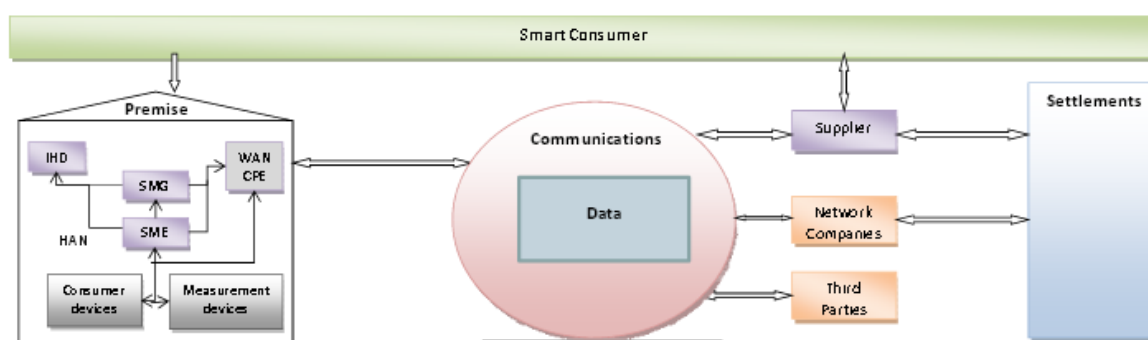 Smart Consumer
Premise
IHD
SMG
WAN
CPE
SME
HAN
Consumer
devices
Measurement
devices
Communications
Data
Supplier
Network
Companies
Third
Parties
Settlements